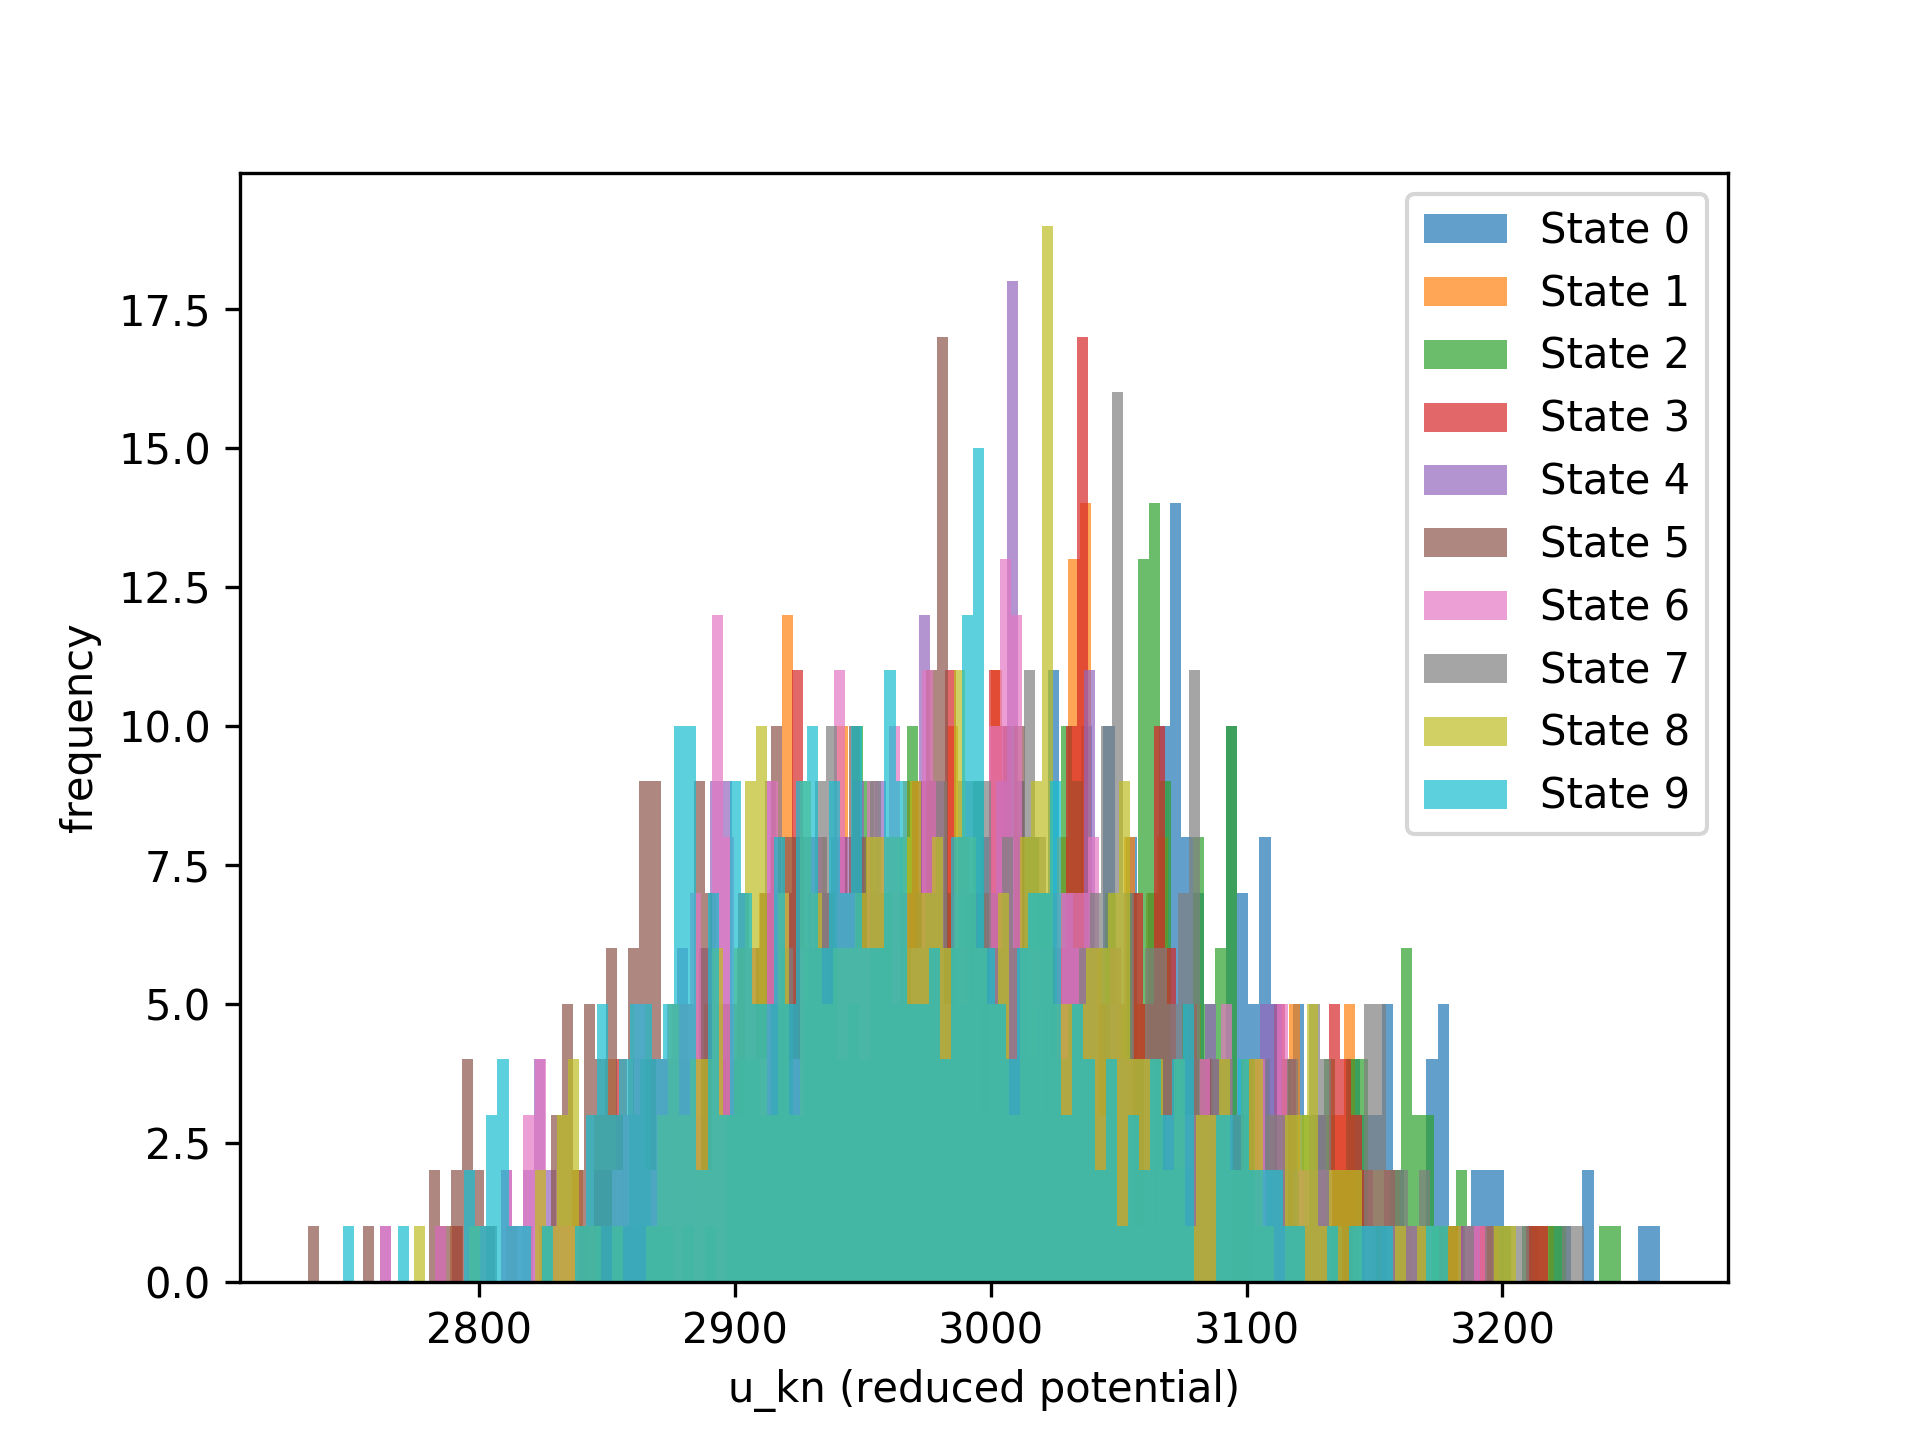 State 0
State 1
State 2
State 3
State 4
State 5
State 6
State 7
State 8
State 9
frequency
17.5
15.0
12.5
10.0
7.5
5.0
2.5
0.0
2800 2900 3000 3100 3200
u_kn (reduced potential)